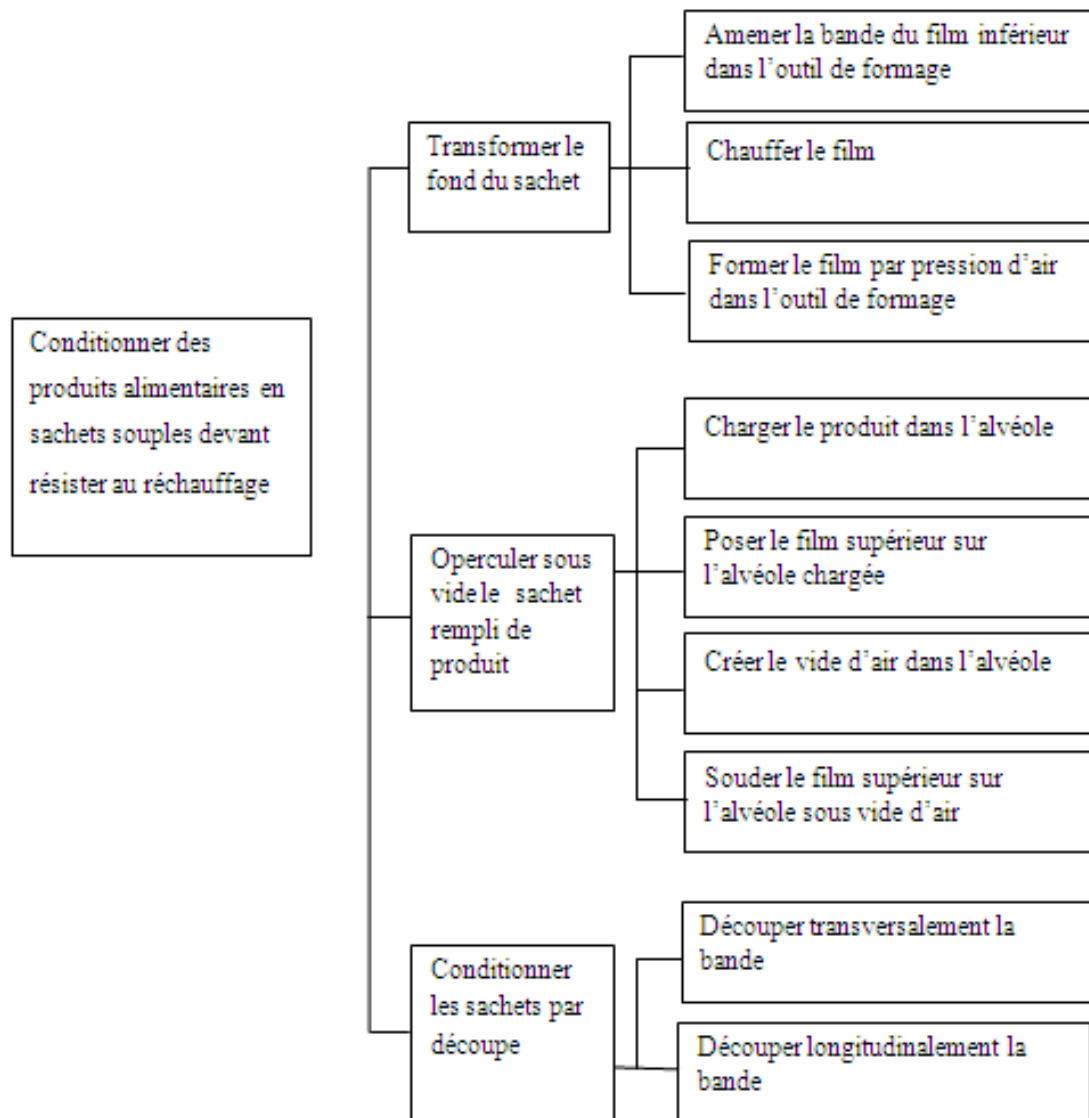 Conditionner des
produits alimentaires en
sachets souples devant
résister au réchauffage
Transformer le
fond du sachet
Amener la bande du film inférieur
dans l’outil de formage
Chauffer le film
Former le film par pression d’air
dans l’outil de formage
Operculer sous
vide le sachet
rempli de
produit
Charger le produit dans l’alvéole
Poser le film supérieur sur
l’alvéole chargée
Créer le vide d’air dans l’alvéole
Souder le film supérieur sur
l’alvéole sous vide d’air
Conditionner
les sachets par
découpe
Découper transversalement la
bande
Découper longitudinalement la
bande